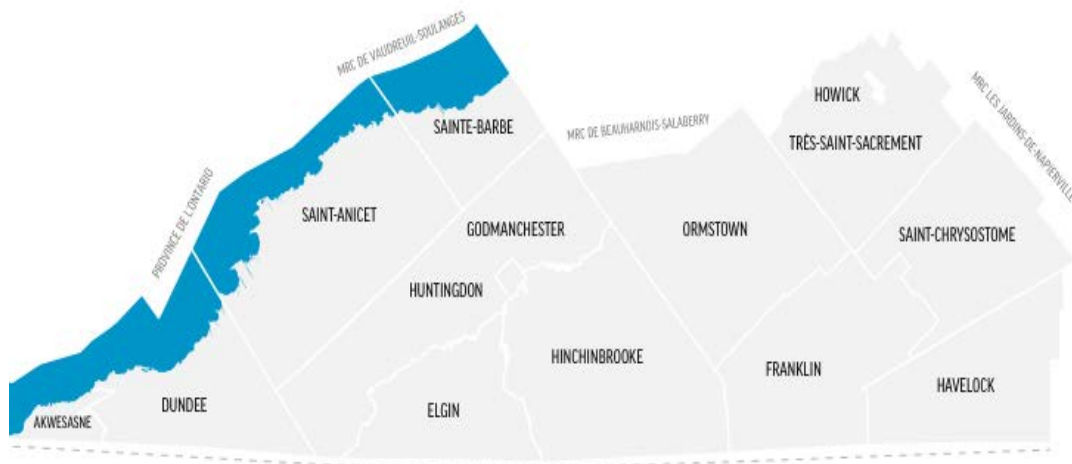 MRC DE VAUDREUIL-SOULANGES
HOWICK
MRC LES JARDINS-DE-NAPIERVILLE
SAINTE-BARBE
MRC DE BEAUHARNOIS-SALABERRY
TRÈS-SAINT-SACREMENT
PROVINCE DE L'ONTARIO
SAINT-ANICET
GODMANCHESTER
ORMSTOWN
SAINT-CHRYSOSTOME
HUNTINGDON
HINCHINBROOKE
FRANKLIN
HAVELOCK
DUNDEE
ELGIN
AKWESASNE